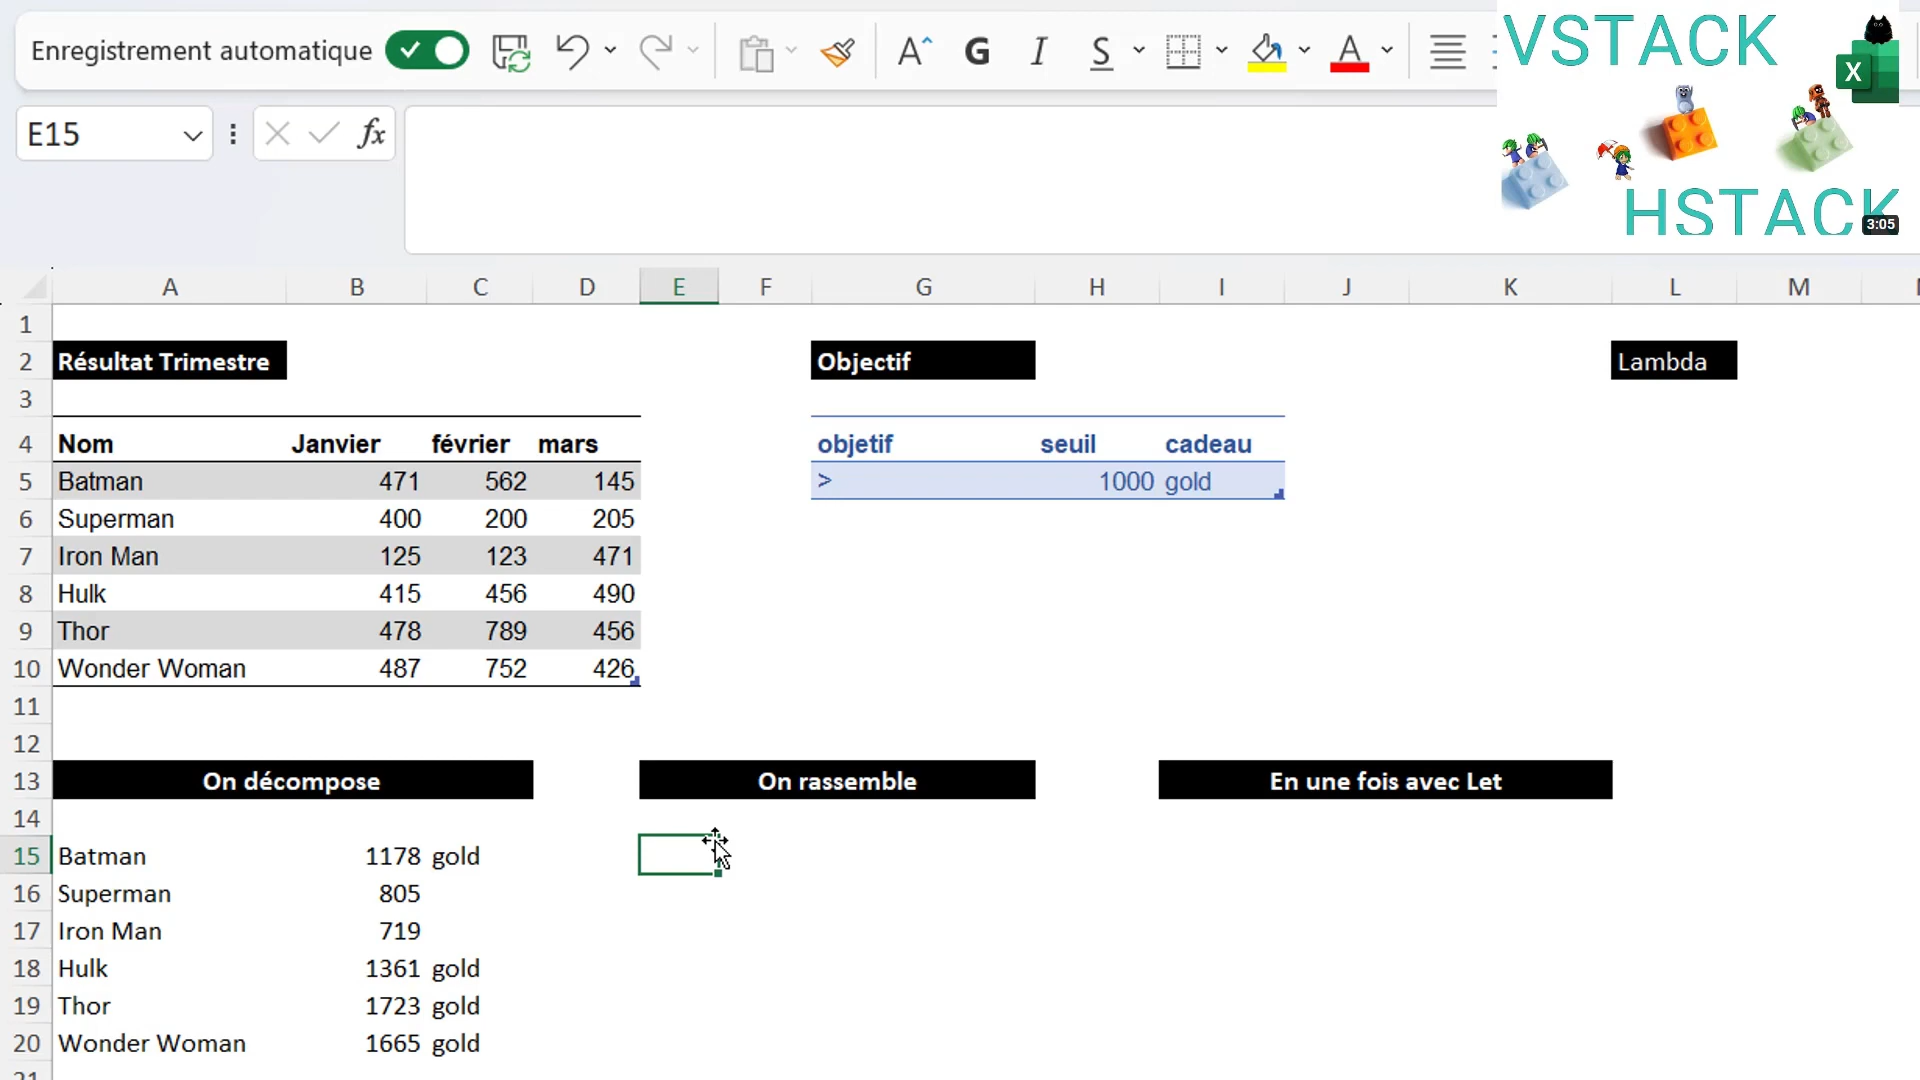 Enregistrement automatique
A^ G I S A
VSTACK
X
HSTACK
3:05
E15 fx
A B C D E F G H I J K L M
1
2 Résultat Trimestre Objectif Lambda
3
4 Nom Janvier février mars objetif seuil cadeau
5 Batman 471 562 145 > 1000 gold
6 Superman 400 200 205
7 Iron Man 125 123 471
8 Hulk 415 456 490
9 Thor 478 789 456
10 Wonder Woman 487 752 426
11
12
13 On décompose On rassemble En une fois avec Let
14
15 Batman 1178 gold
16 Superman 805
17 Iron Man 719
18 Hulk 1361 gold
19 Thor 1723 gold
20 Wonder Woman 1665 gold